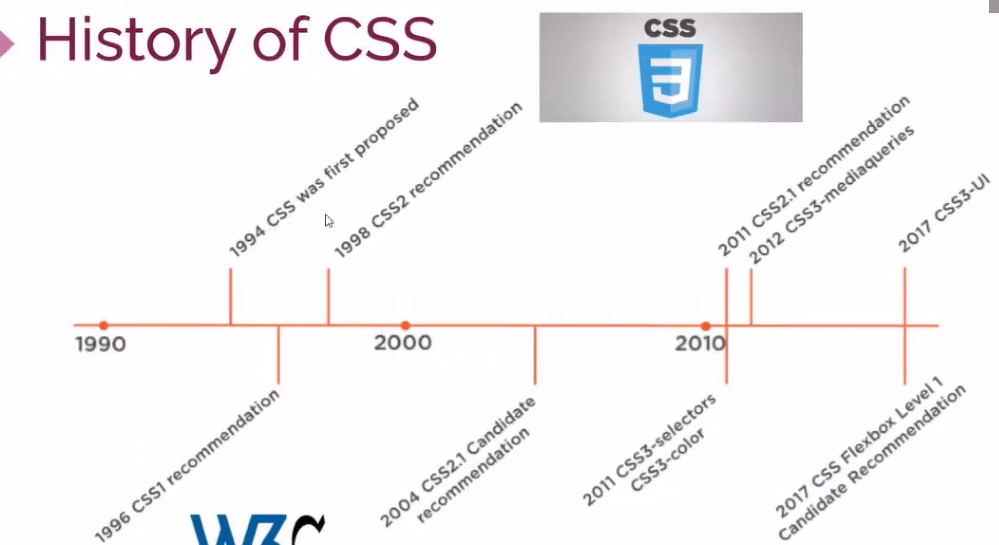 History of CSS
CSS
3
1994 CSS was first proposed
1998 CSS2 recommendation
2011 CSS2.1 recommendation
2012 CSS3-mediaqueries
2017 CSS3-UI
1990
2000
2010
1996 CSS1 recommendation
2004 CSS2.1 Candidate
recommendation
2011 CSS3-selectors
CSS3-color
2017 CSS Flexbox Level 1
Candidate Recommendation
W3C